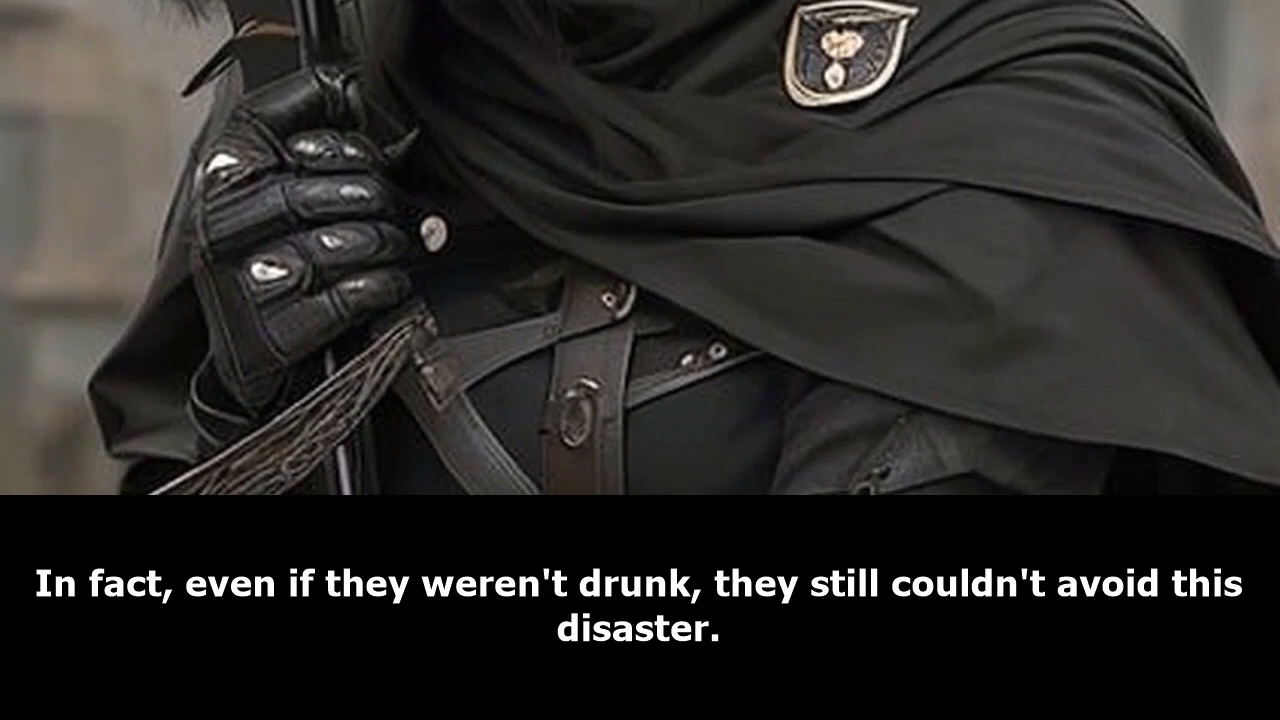 In fact, even if they weren't drunk, they still couldn't avoid this
disaster.